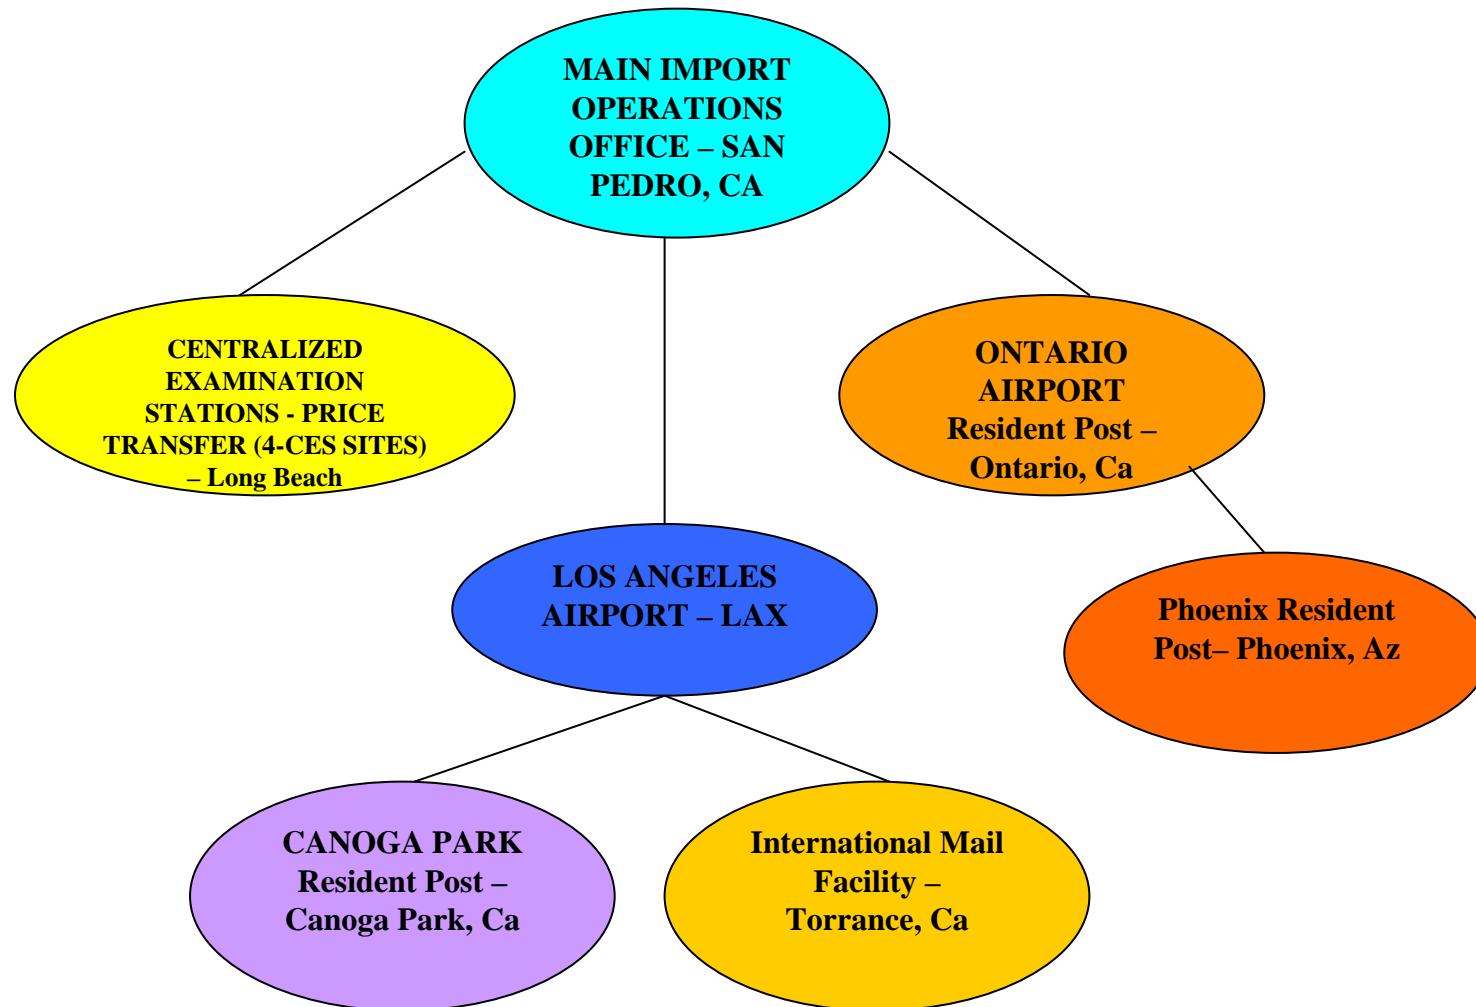 MAIN IMPORT
OPERATIONS
OFFICE – SAN
PEDRO, CA
CENTRALIZED
EXAMINATION
STATIONS - PRICE
TRANSFER (4-CES SITES)
– Long Beach
ONTARIO
AIRPORT
Resident Post –
Ontario, Ca
LOS ANGELES
AIRPORT – LAX
Phoenix Resident
Post– Phoenix, Az
CANOGA PARK
Resident Post –
Canoga Park, Ca
International Mail
Facility –
Torrance, Ca